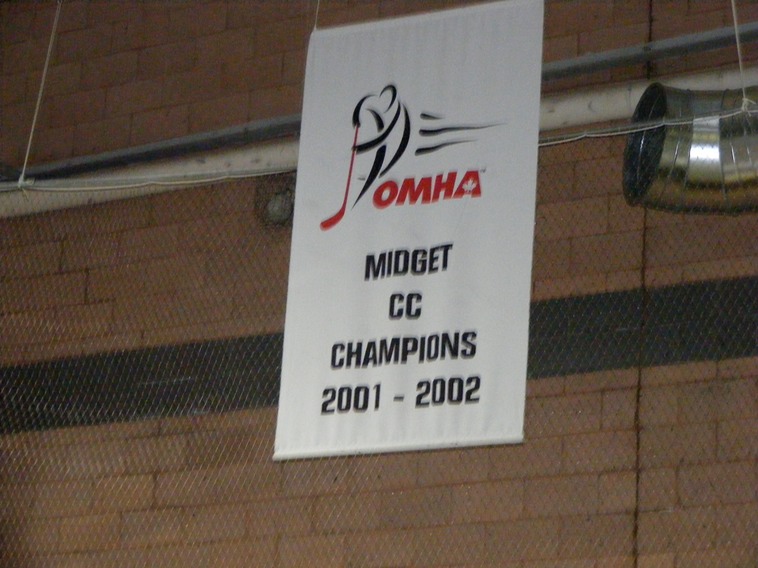 OMHA
MIDGET
CC
CHAMPIONS
2001 - 2002